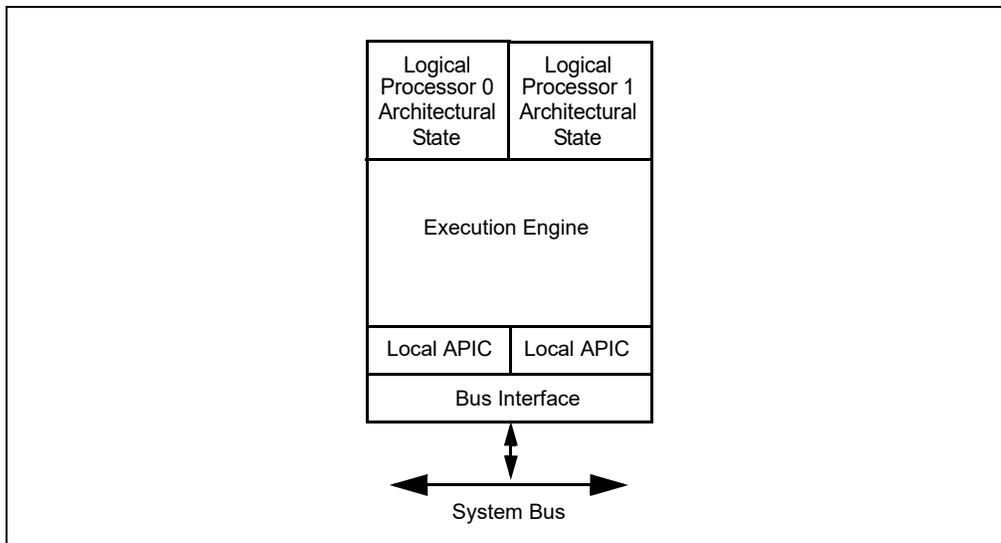 Logical
Processor 0
Architectural
State
Logical
Processor 1
Architectural
State
Execution Engine
Local APIC
Local APIC
Bus Interface
System Bus